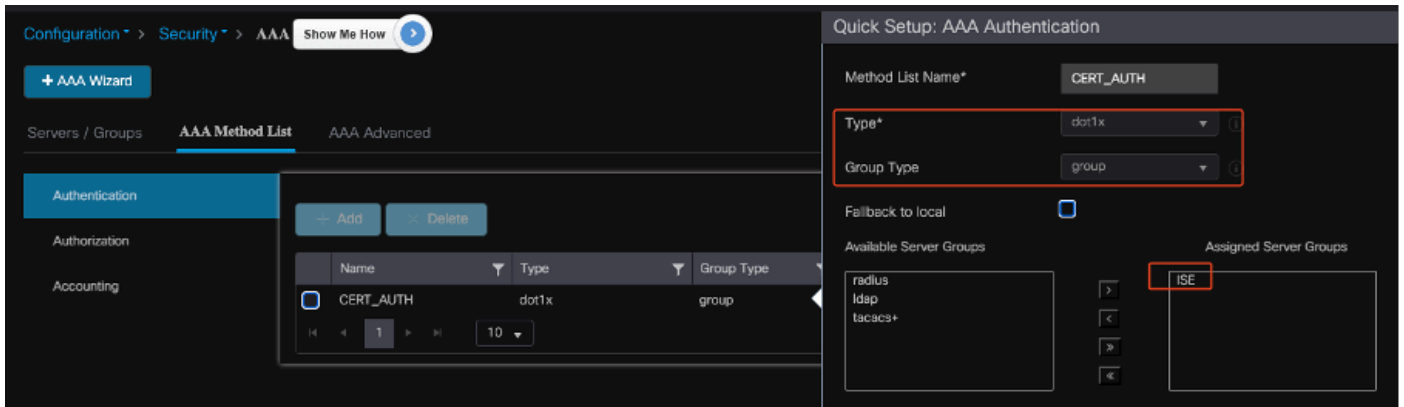 Configuration > Security > AAA Show Me How >
+ AAA Wizard
Servers / Groups AAA Method List AAA Advanced
Authentication
Authorization
Accounting
+ Add × Delete
Name Type Group Type
CERT_AUTH dot1x group
1 10
Quick Setup: AAA Authentication
Method List Name* CERT_AUTH
Type* dot1x
Group Type group
Fallback to local
Available Server Groups Assigned Server Groups
radius
ldap
tacacs+
>
<
»
«
ISE